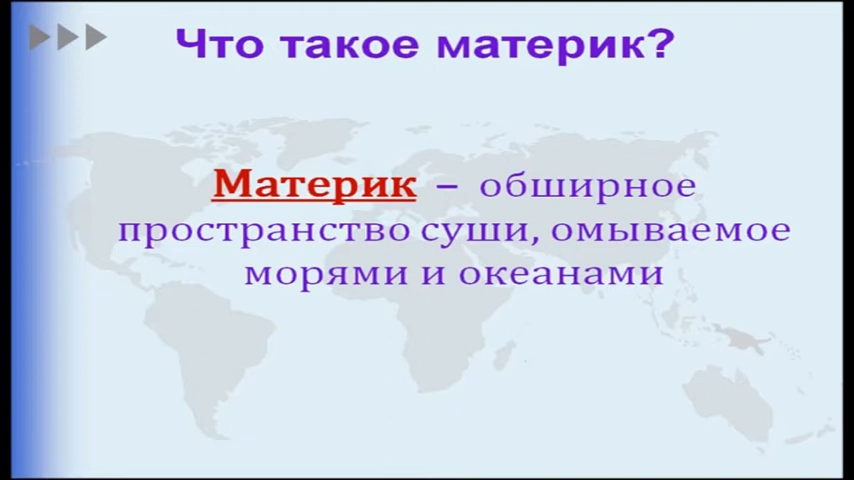 Что такое материк?
Материк – обширное
пространство суши, омываемое
морями и океанами